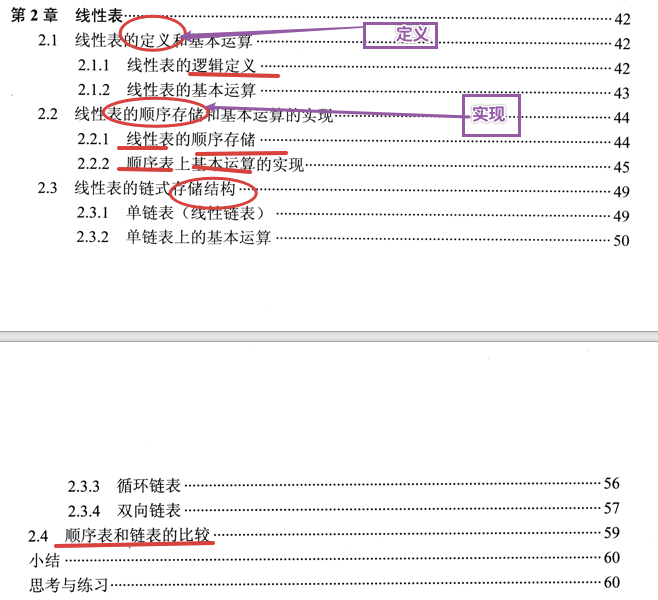 第2章 线性表 42
2.1 线性表的定义和基本运算 42
定义
2.1.1 线性表的逻辑定义 42
2.1.2 线性表的基本运算 43
2.2 线性表的顺序存储和基本运算的实现 44
实现
2.2.1 线性表的顺序存储 44
2.2.2 顺序表上基本运算的实现 45
2.3 线性表的链式存储结构 49
2.3.1 单链表（线性链表） 49
2.3.2 单链表上的基本运算 50
2.3.3 循环链表 56
2.3.4 双向链表 57
2.4 顺序表和链表的比较 59
小结 60
思考与练习 60